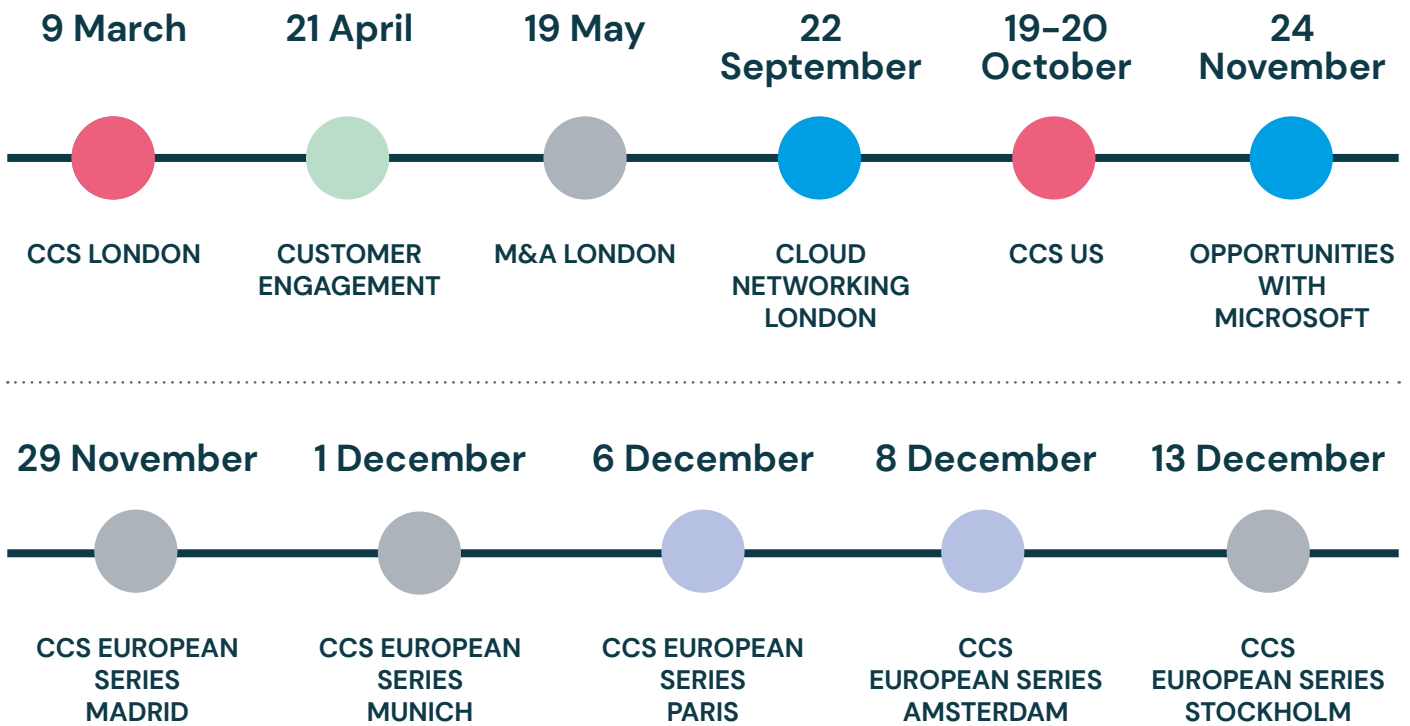 9 March
21 April
19 May
22
September
19-20
October
24
November
CCS LONDON
CUSTOMER
ENGAGEMENT
M&A LONDON
CLOUD
NETWORKING
LONDON
CCS US
OPPORTUNITIES
WITH
MICROSOFT
29 November
1 December
6 December
8 December
13 December
CCS EUROPEAN
SERIES
MADRID
CCS EUROPEAN
SERIES
MUNICH
CCS EUROPEAN
SERIES
PARIS
CCS
EUROPEAN SERIES
AMSTERDAM
CCS
EUROPEAN SERIES
STOCKHOLM